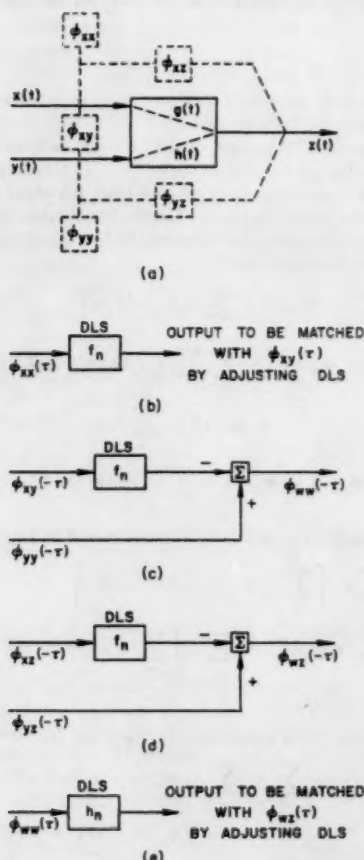 ϕxx
ϕxz
x(t)
g(t)
ϕxy
z(t)
y(t)
h(t)
ϕyz
ϕyy
(a)
DLS
OUTPUT TO BE MATCHED
ϕxx(τ)
fn
WITH ϕxy(τ)
BY ADJUSTING DLS
(b)
DLS
ϕxy(-τ)
fn
-
Σ
ϕww(-τ)
+
ϕyy(-τ)
(c)
DLS
ϕxz(-τ)
fn
-
Σ
ϕwz(-τ)
+
ϕyz(-τ)
(d)
DLS
OUTPUT TO BE MATCHED
ϕww(τ)
hn
WITH ϕwz(τ)
BY ADJUSTING DLS
(e)